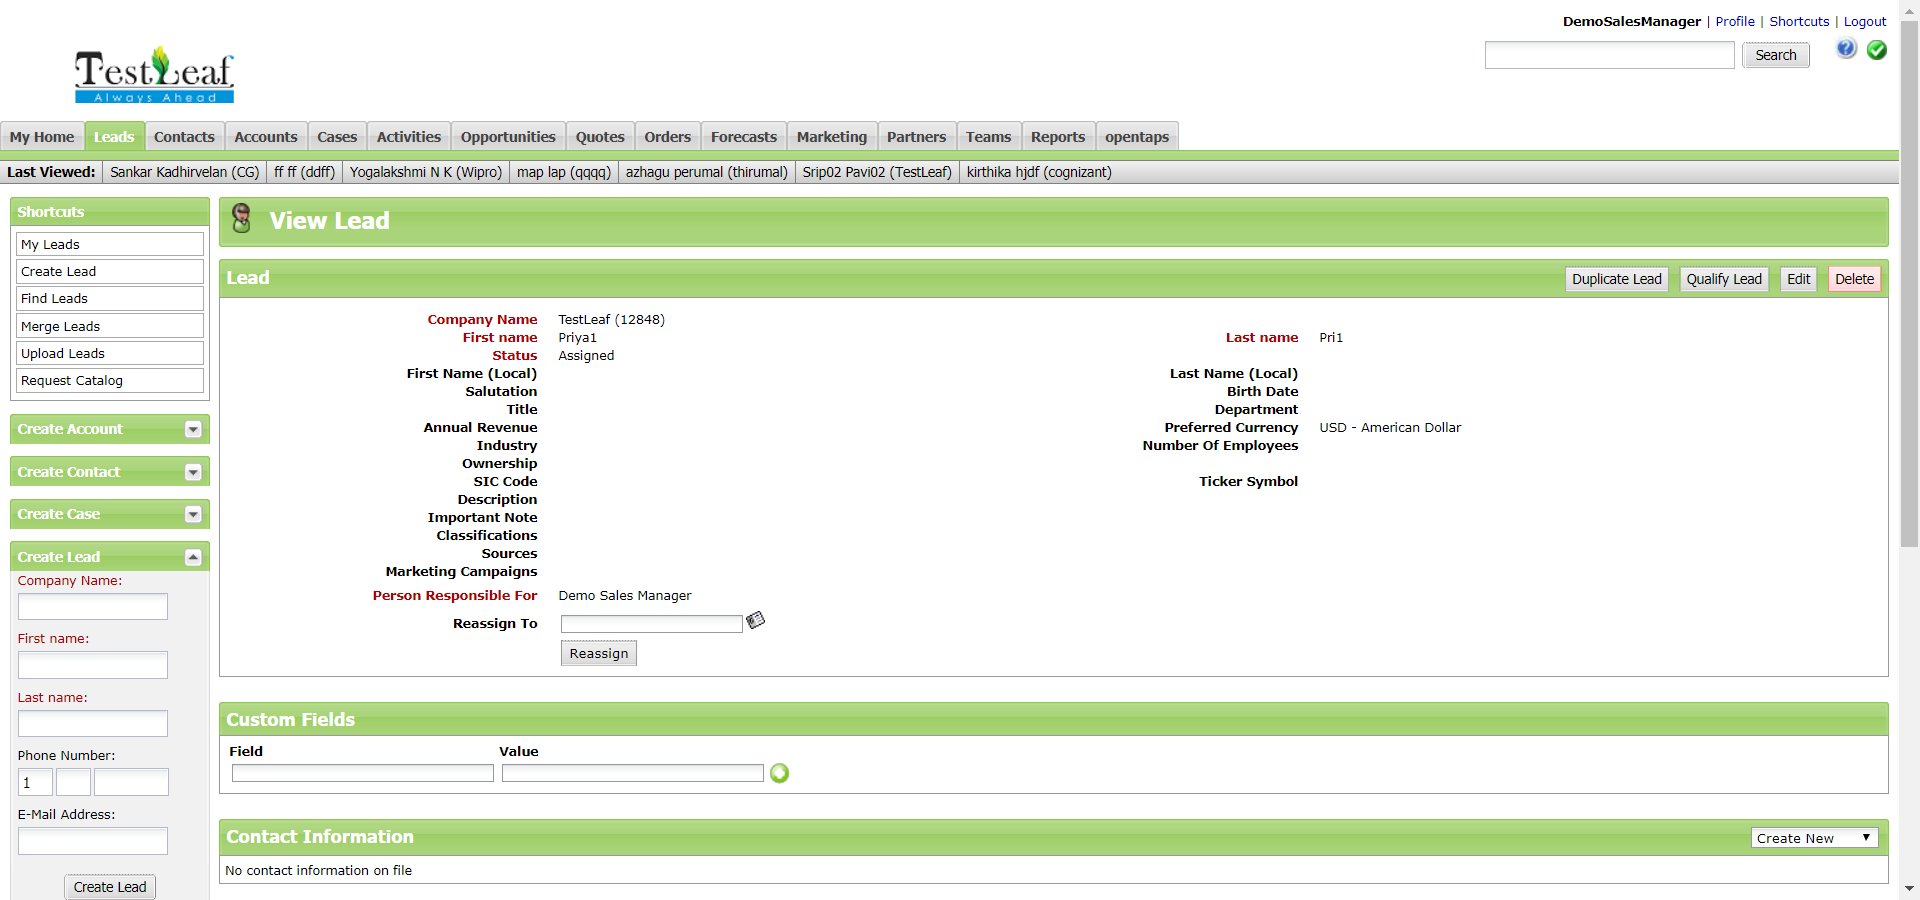 DemoSalesManager | Profile | Shortcuts | Logout
Search
TestLeaf
Always Ahead
My Home Leads Contacts Accounts Cases Activities Opportunities Quotes Orders Forecasts Marketing Partners Teams Reports opentaps
Last Viewed: Sankar Kadhirvelan (CG) ff ff (ddff) Yogalakshmi N K (Wipro) map lap (qqqq) azhagu perumal (thirumal) Srip02 Pavi02 (TestLeaf) kirthika hjdf (cognizant)
Shortcuts
My Leads
Create Lead
Find Leads
Merge Leads
Upload Leads
Request Catalog
Create Account
Create Contact
Create Case
Create Lead
Company Name:
First name:
Last name:
Phone Number:
1
E-Mail Address:
Create Lead
View Lead
Lead Duplicate Lead Qualify Lead Edit Delete
Company Name TestLeaf (12848)
First name Priya1 Last name Pri1
Status Assigned
First Name (Local) Last Name (Local)
Salutation Birth Date
Title Department
Annual Revenue Preferred Currency USD - American Dollar
Industry Number Of Employees
Ownership
SIC Code Ticker Symbol
Description
Important Note
Classifications
Sources
Marketing Campaigns
Person Responsible For Demo Sales Manager
Reassign To
Reassign
Custom Fields
Field Value
Contact Information Create New
No contact information on file